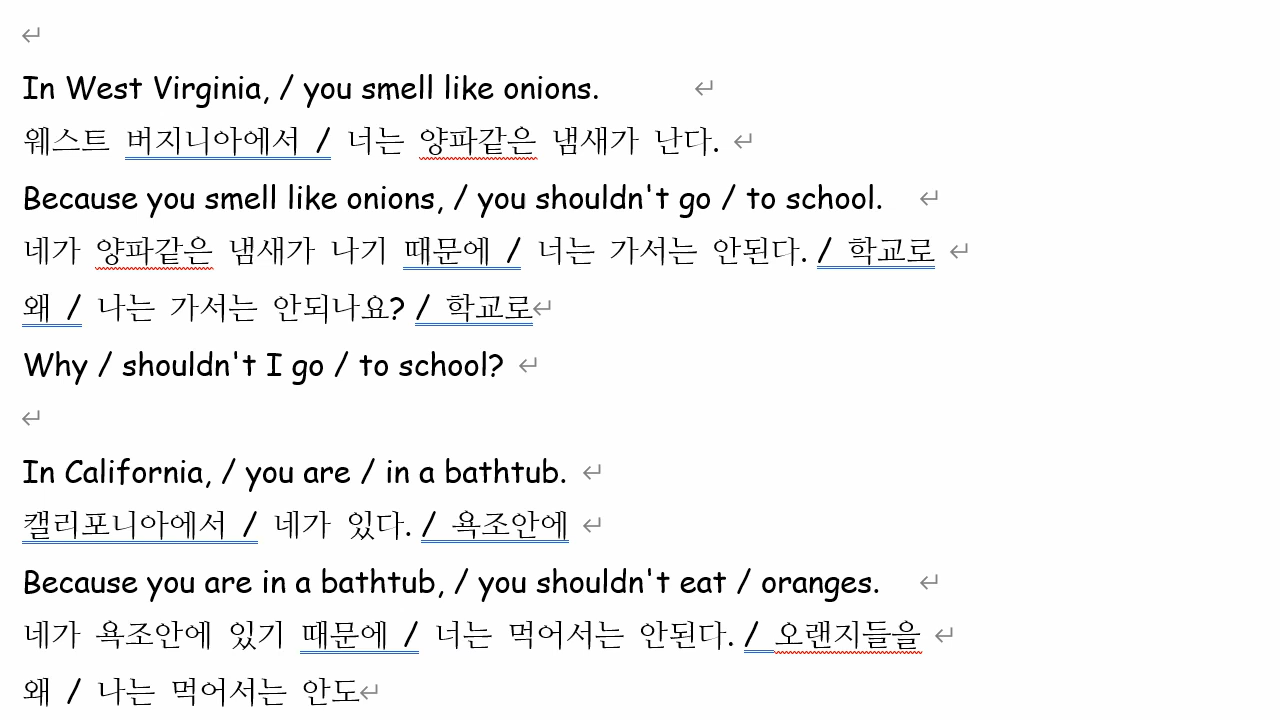 In West Virginia, / you smell like onions.
웨스트 버지니아에서 / 너는 양파같은 냄새가 난다.
Because you smell like onions, / you shouldn't go / to school.
네가 양파같은 냄새가 나기 때문에 / 너는 가서는 안된다. / 학교로
왜 / 나는 가서는 안되나요? / 학교로
Why / shouldn't I go / to school?
In California, / you are / in a bathtub.
캘리포니아에서 / 네가 있다. / 욕조안에
Because you are in a bathtub, / you shouldn't eat / oranges.
네가 욕조안에 있기 때문에 / 너는 먹어서는 안된다. / 오랜지들을
왜 / 나는 먹어서는 안도